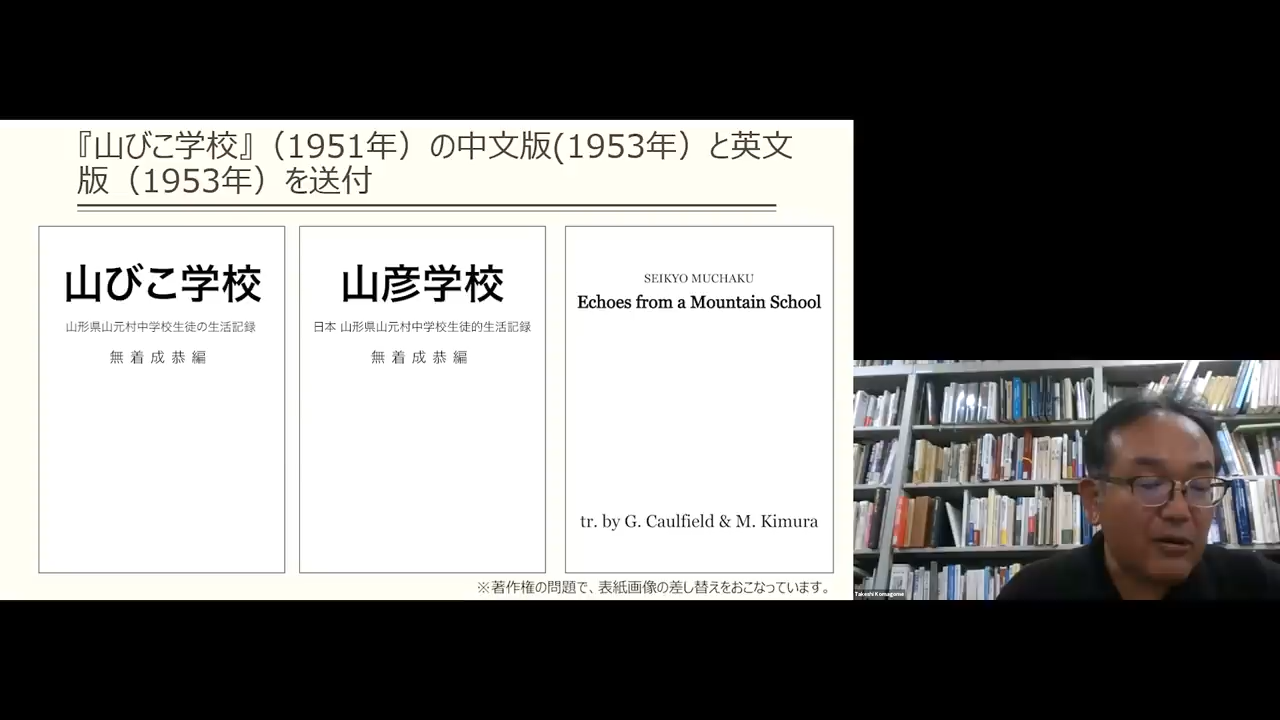 『山びこ学校』（1951年）の中文版(1953年）と英文
版（1953年）を送付
山びこ学校
山形県山元村中学校生徒の生活記録
無着成恭編
山彦学校
日本 山形県山元村中学校生徒的生活記録
無着成恭編
SEIKYO MUCHAKU
Echoes from a Mountain School
tr. by G. Caulfield & M. Kimura
※著作権の問題で、表紙画像の差し替えをおこなっています。
Takeshi Komagome